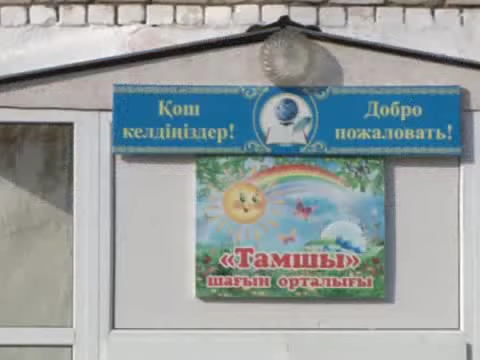 Қош
келдіңіздер!
Добро
пожаловать!
«Тамшы»
шағын орталығы